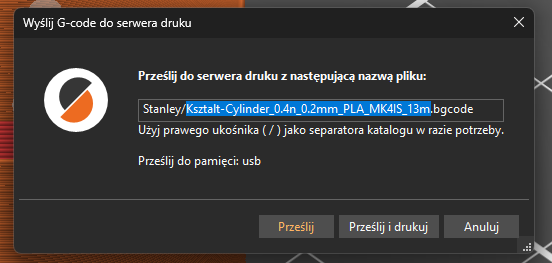 Wyślij G-code do serwera druku
Prześlij do serwera druku z następującą nazwą pliku:
Stanley/Ksztalt-Cylinder_0.4n_0.2mm_PLA_MK4IS_13m.bgcode
Użyj prawego ukośnika ( / ) jako separatora katalogu w razie potrzeby.
Prześlij do pamięci: usb
Prześlij
Prześlij i drukuj
Anuluj